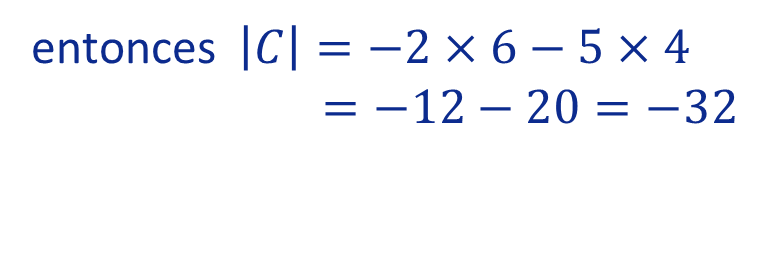 entonces |C| = −2 × 6 − 5 × 4
= −12 − 20 = −32